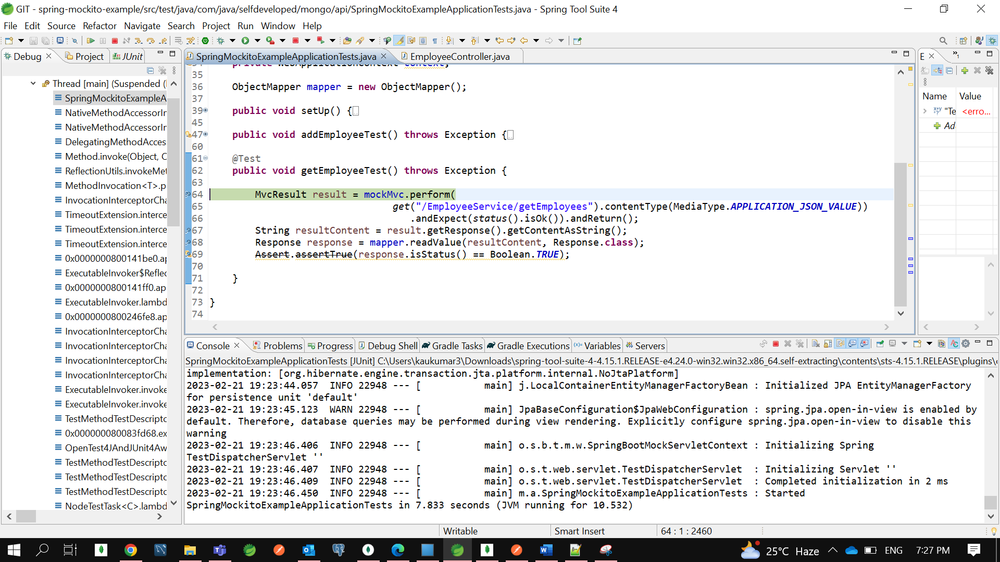 GIT - spring-mockito-example/src/test/java/com/java/selfdeveloped/mongo/api/SpringMockitoExampleApplicationTests.java - Spring Tool Suite 4
File Edit Source Refactor Navigate Search Project Run Window Help
Debug Project JUnit
Thread [main] (Suspended (
SpringMockitoExampleA
NativeMethodAccessorIr
NativeMethodAccessorIr
DelegatingMethodAcces
Method.invoke(Object, C
ReflectionUtils.invokeMet
MethodInvocation<T>.p
InvocationInterceptorCha
TimeoutExtension.interce
TimeoutExtension.interce
TimeoutExtension.interce
0x0000000800141be0.ap
ExecutableInvoker$Reflec
0x0000000800141ff0.ap
ExecutableInvoker.lambd
0x0000000800246fe8.ap
InvocationInterceptorCha
InvocationInterceptorCha
InvocationInterceptorCha
InvocationInterceptorCha
ExecutableInvoker.invoke
ExecutableInvoker.invoke
TestMethodTestDescriptc
0x000000080083fd68.ex
OpenTest4JAndJUnit4Aw
TestMethodTestDescriptc
TestMethodTestDescriptc
TestMethodTestDescriptc
NodeTestTask<C>.lambd
SpringMockitoExampleApplicationTests.java EmployeeController.java
34 private WebApplicationContext context;
35
36 ObjectMapper mapper = new ObjectMapper();
37
39 public void setUp() {
45
47 public void addEmployeeTest() throws Exception {
60
61 @Test
62 public void getEmployeeTest() throws Exception {
63
64 MvcResult result = mockMvc.perform(
65 get("/EmployeeService/getEmployees").contentType(MediaType.APPLICATION_JSON_VALUE))
66 .andExpect(status().isOk()).andReturn();
67 String resultContent = result.getResponse().getContentAsString();
68 Response response = mapper.readValue(resultContent, Response.class);
69 Assert.assertTrue(response.isStatus() == Boolean.TRUE);
70
71 }
72
73 }
74
E
Name Value
"Te <erro...
Ad
Console Problems Progress Debug Shell Gradle Tasks Gradle Executions Variables Servers
SpringMockitoExampleApplicationTests [JUnit] C:\Users\kaukumar3\Downloads\spring-tool-suite-4-4.15.1.RELEASE-e4.24.0-win32.win32.x86_64.self-extracting\contents\sts-4.15.1.RELEASE\plugins\
implementation: [org.hibernate.engine.transaction.jta.platform.internal.NoJtaPlatform]
2023-02-21 19:23:44.057 INFO 22948 --- [ main] j.LocalContainerEntityManagerFactoryBean : Initialized JPA EntityManagerFactory
for persistence unit 'default'
2023-02-21 19:23:45.123 WARN 22948 --- [ main] JpaBaseConfiguration$JpaWebConfiguration : spring.jpa.open-in-view is enabled by
default. Therefore, database queries may be performed during view rendering. Explicitly configure spring.jpa.open-in-view to disable this
warning
2023-02-21 19:23:46.406 INFO 22948 --- [ main] o.s.b.t.m.w.SpringBootMockServletContext : Initializing Spring
TestDispatcherServlet ''
2023-02-21 19:23:46.407 INFO 22948 --- [ main] o.s.t.web.servlet.TestDispatcherServlet : Initializing Servlet ''
2023-02-21 19:23:46.409 INFO 22948 --- [ main] o.s.t.web.servlet.TestDispatcherServlet : Completed initialization in 2 ms
2023-02-21 19:23:46.450 INFO 22948 --- [ main] m.a.SpringMockitoExampleApplicationTests : Started
SpringMockitoExampleApplicationTests in 7.833 seconds (JVM running for 10.532)
Writable Smart Insert 64 : 1 : 2460
25°C Haze ENG 7:27 PM